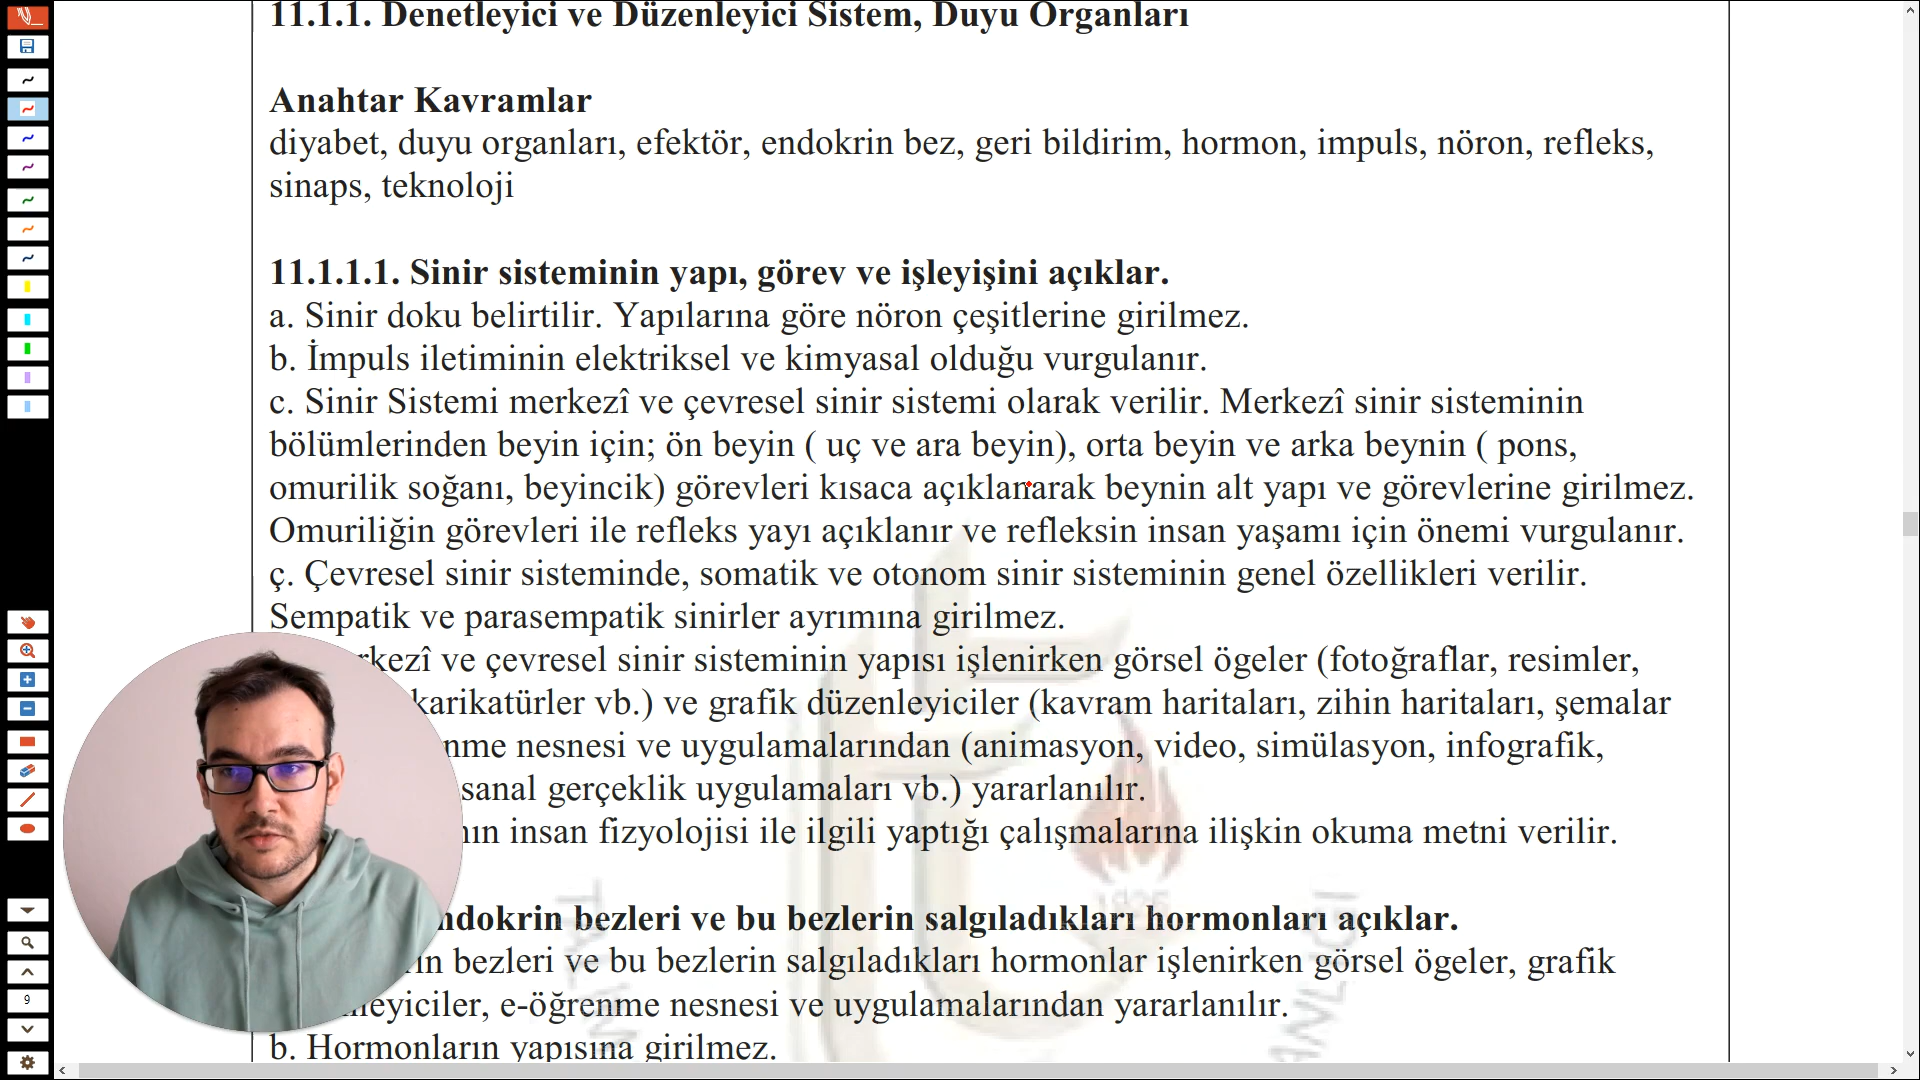 11.1.1. Denetleyici ve Düzenleyici Sistem, Duyu Organları
Anahtar Kavramlar
diyabet, duyu organları, efektör, endokrin bez, geri bildirim, hormon, impuls, nöron, refleks,
sinaps, teknoloji
11.1.1.1. Sinir sisteminin yapı, görev ve işleyişini açıklar.
a. Sinir doku belirtilir. Yapılarına göre nöron çeşitlerine girilmez.
b. İmpuls iletiminin elektriksel ve kimyasal olduğu vurgulanır.
c. Sinir Sistemi merkezî ve çevresel sinir sistemi olarak verilir. Merkezî sinir sisteminin
bölümlerinden beyin için; ön beyin ( uç ve ara beyin), orta beyin ve arka beynin ( pons,
omurilik soğanı, beyincik) görevleri kısaca açıklanarak beynin alt yapı ve görevlerine girilmez.
Omuriliğin görevleri ile refleks yayı açıklanır ve refleksin insan yaşamı için önemi vurgulanır.
ç. Çevresel sinir sisteminde, somatik ve otonom sinir sisteminin genel özellikleri verilir.
Sempatik ve parasempatik sinirler ayrımına girilmez.
rkezî ve çevresel sinir sisteminin yapısı işlenirken görsel ögeler (fotoğraflar, resimler,
karikatürler vb.) ve grafik düzenleyiciler (kavram haritaları, zihin haritaları, şemalar
nme nesnesi ve uygulamalarından (animasyon, video, simülasyon, infografik,
sanal gerçeklik uygulamaları vb.) yararlanılır.
nın insan fizyolojisi ile ilgili yaptığı çalışmalarına ilişkin okuma metni verilir.
ndokrin bezleri ve bu bezlerin salgıladıkları hormonları açıklar.
in bezleri ve bu bezlerin salgıladıkları hormonlar işlenirken görsel ögeler, grafik
leyiciler, e-öğrenme nesnesi ve uygulamalarından yararlanılır.
b. Hormonların yapısına girilmez.
9